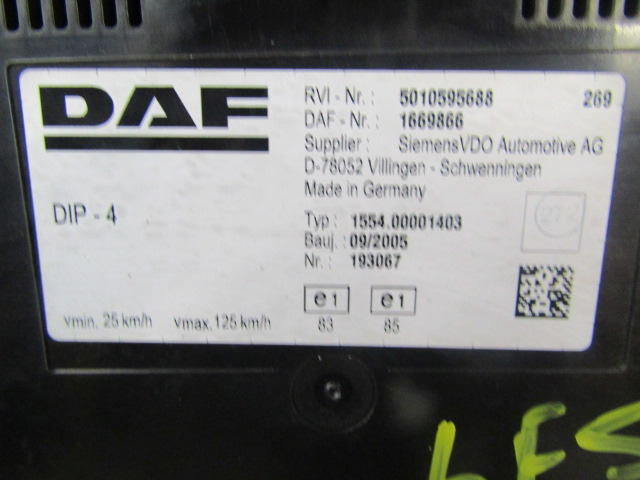 DAF
RVI - Nr. : 5010595688 269
DAF- Nr. : 1669866
Supplier : SiemensVDO Automotive AG
D-78052 Villingen - Schwenningen
Made in Germany
DIP - 4
Typ : 1554.00001403
Bauj. : 09/2005
Nr. : 193067
272
e1 e1
83 85
vmin. 25 km/h vmax. 125 km/h